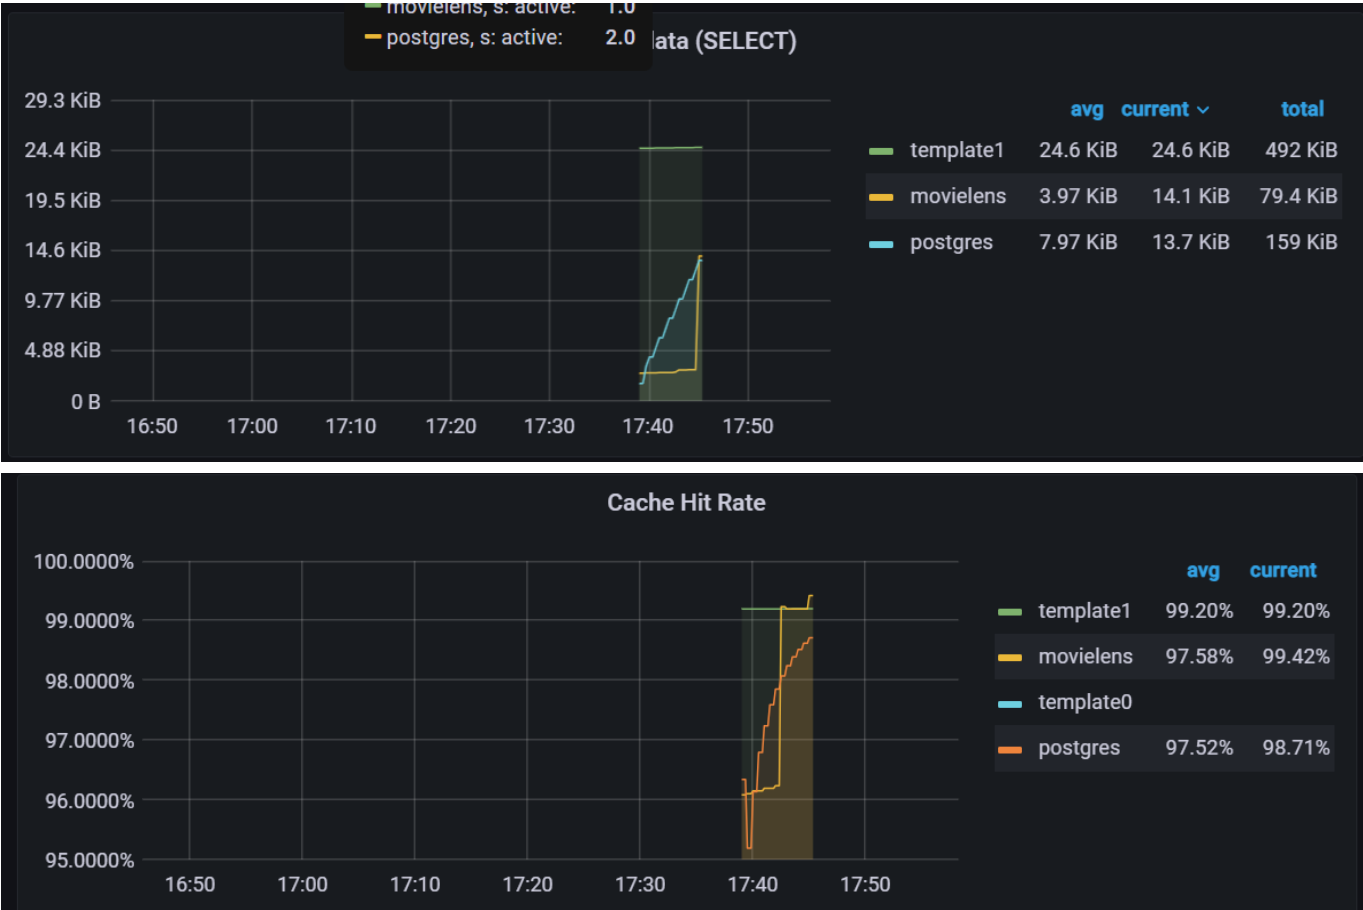 movielens, s: active: 1.0
postgres, s: active: 2.0
data (SELECT)
29.3 KiB
24.4 KiB
19.5 KiB
14.6 KiB
9.77 KiB
4.88 KiB
0 B
16:50 17:00 17:10 17:20 17:30 17:40 17:50
avg current total
template1 24.6 KiB 24.6 KiB 492 KiB
movielens 3.97 KiB 14.1 KiB 79.4 KiB
postgres 7.97 KiB 13.7 KiB 159 KiB
Cache Hit Rate
100.0000%
99.0000%
98.0000%
97.0000%
96.0000%
95.0000%
16:50 17:00 17:10 17:20 17:30 17:40 17:50
avg current
template1 99.20% 99.20%
movielens 97.58% 99.42%
template0
postgres 97.52% 98.71%